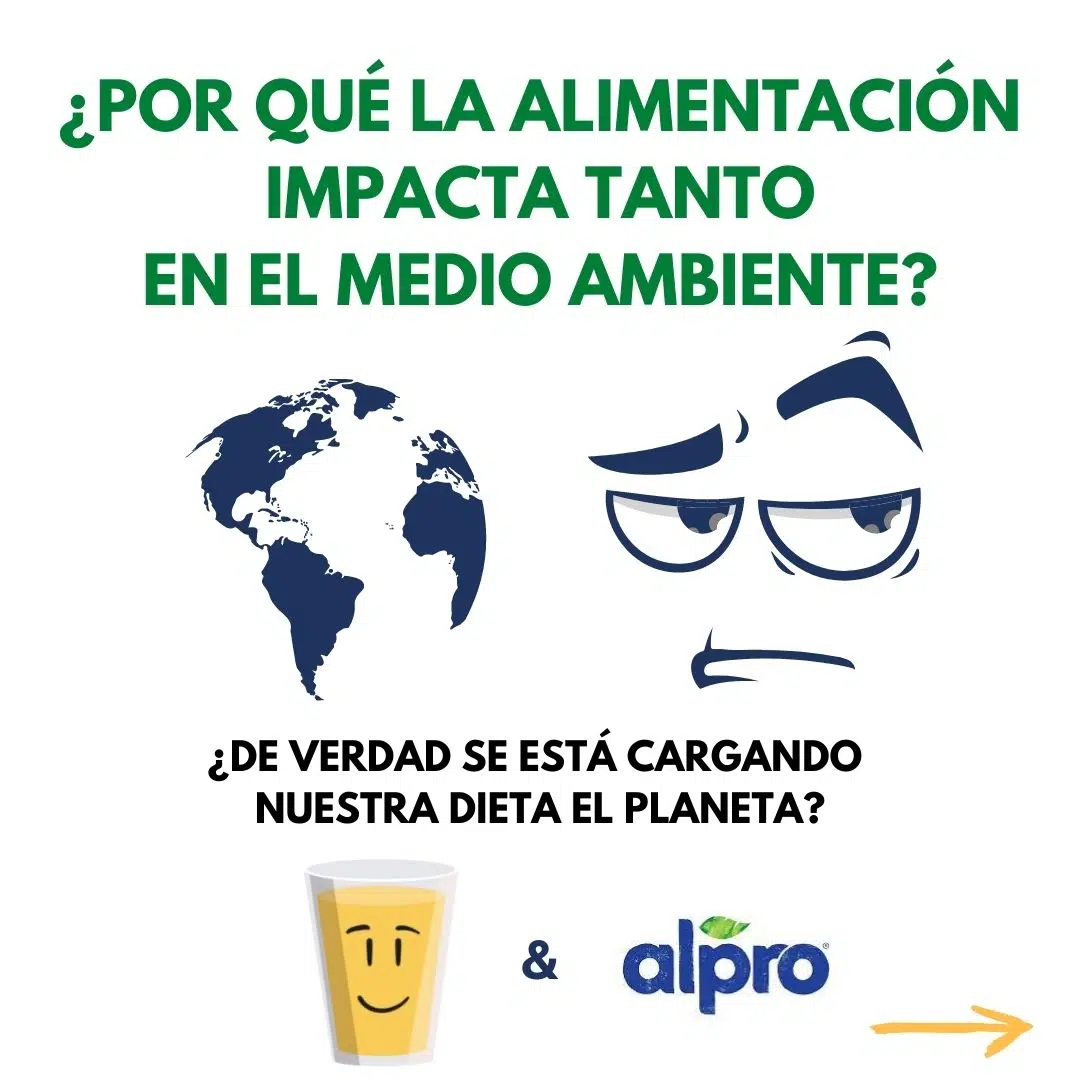 ¿POR QUÉ LA ALIMENTACIÓN
IMPACTA TANTO
EN EL MEDIO AMBIENTE?
¿DE VERDAD SE ESTÁ CARGANDO
NUESTRA DIETA EL PLANETA?
& alpro®